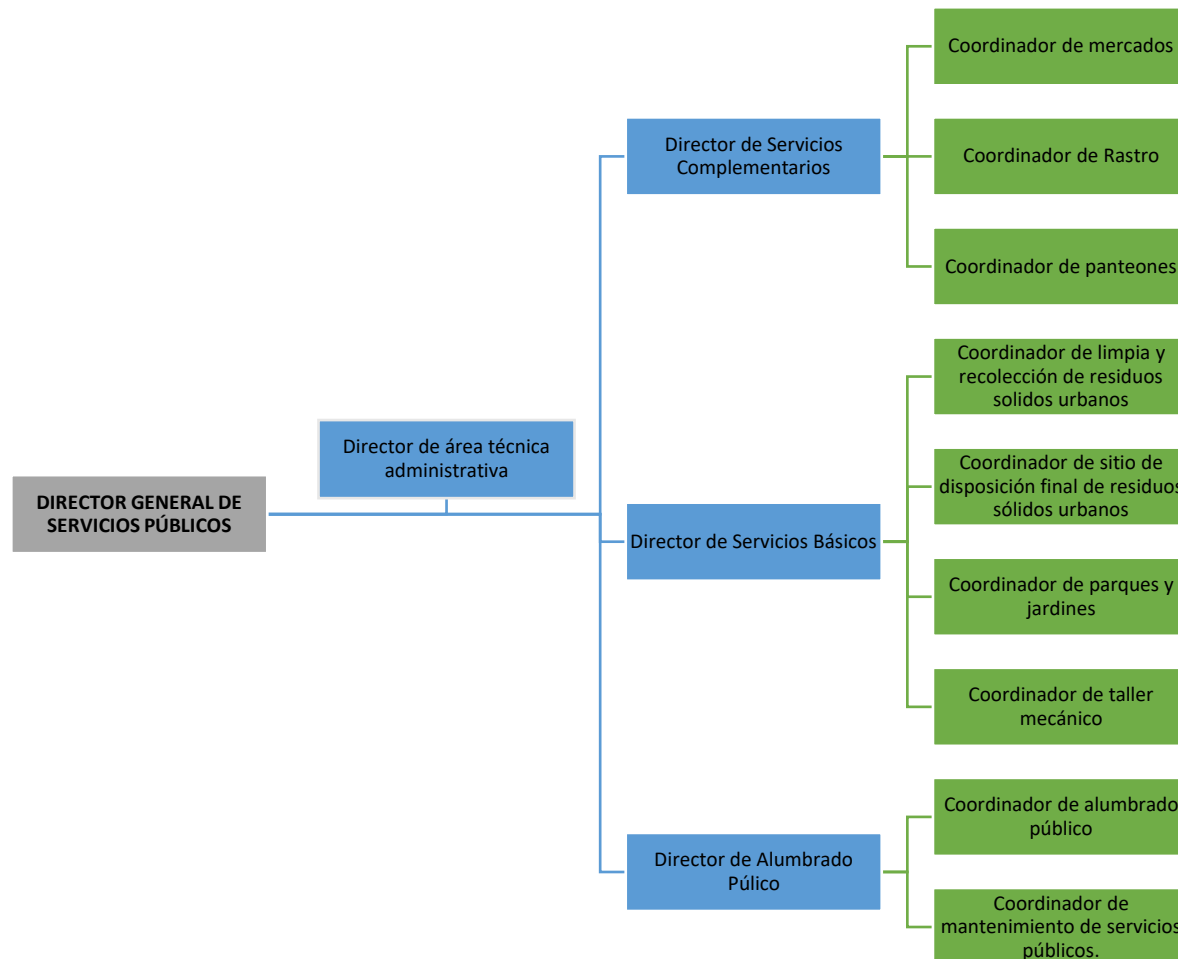 DIRECTOR GENERAL DE
SERVICIOS PÚBLICOS
Director de área técnica
administrativa
Director de Servicios
Complementarios
Coordinador de mercados
Coordinador de Rastro
Coordinador de panteones
Director de Servicios Básicos
Coordinador de limpia y
recolección de residuos
solidos urbanos
Coordinador de sitio de
disposición final de residuos
sólidos urbanos
Coordinador de parques y
jardines
Coordinador de taller
mecánico
Director de Alumbrado
Púlico
Coordinador de alumbrado
público
Coordinador de
mantenimiento de servicios
públicos.